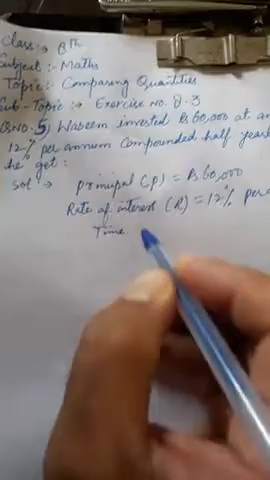 Class:→ 8th
Subject :- Maths
Topic:- Comparing Quantities
Sub-Topic :→ Exercise No. 8.3
Q.NO. 5) Waseem invested Rs 60,000 at an
12% per annum compounded half year
he get:
Sol → principal (P) = Rs 60,000
Rate of interest (R) = 12% per
Time